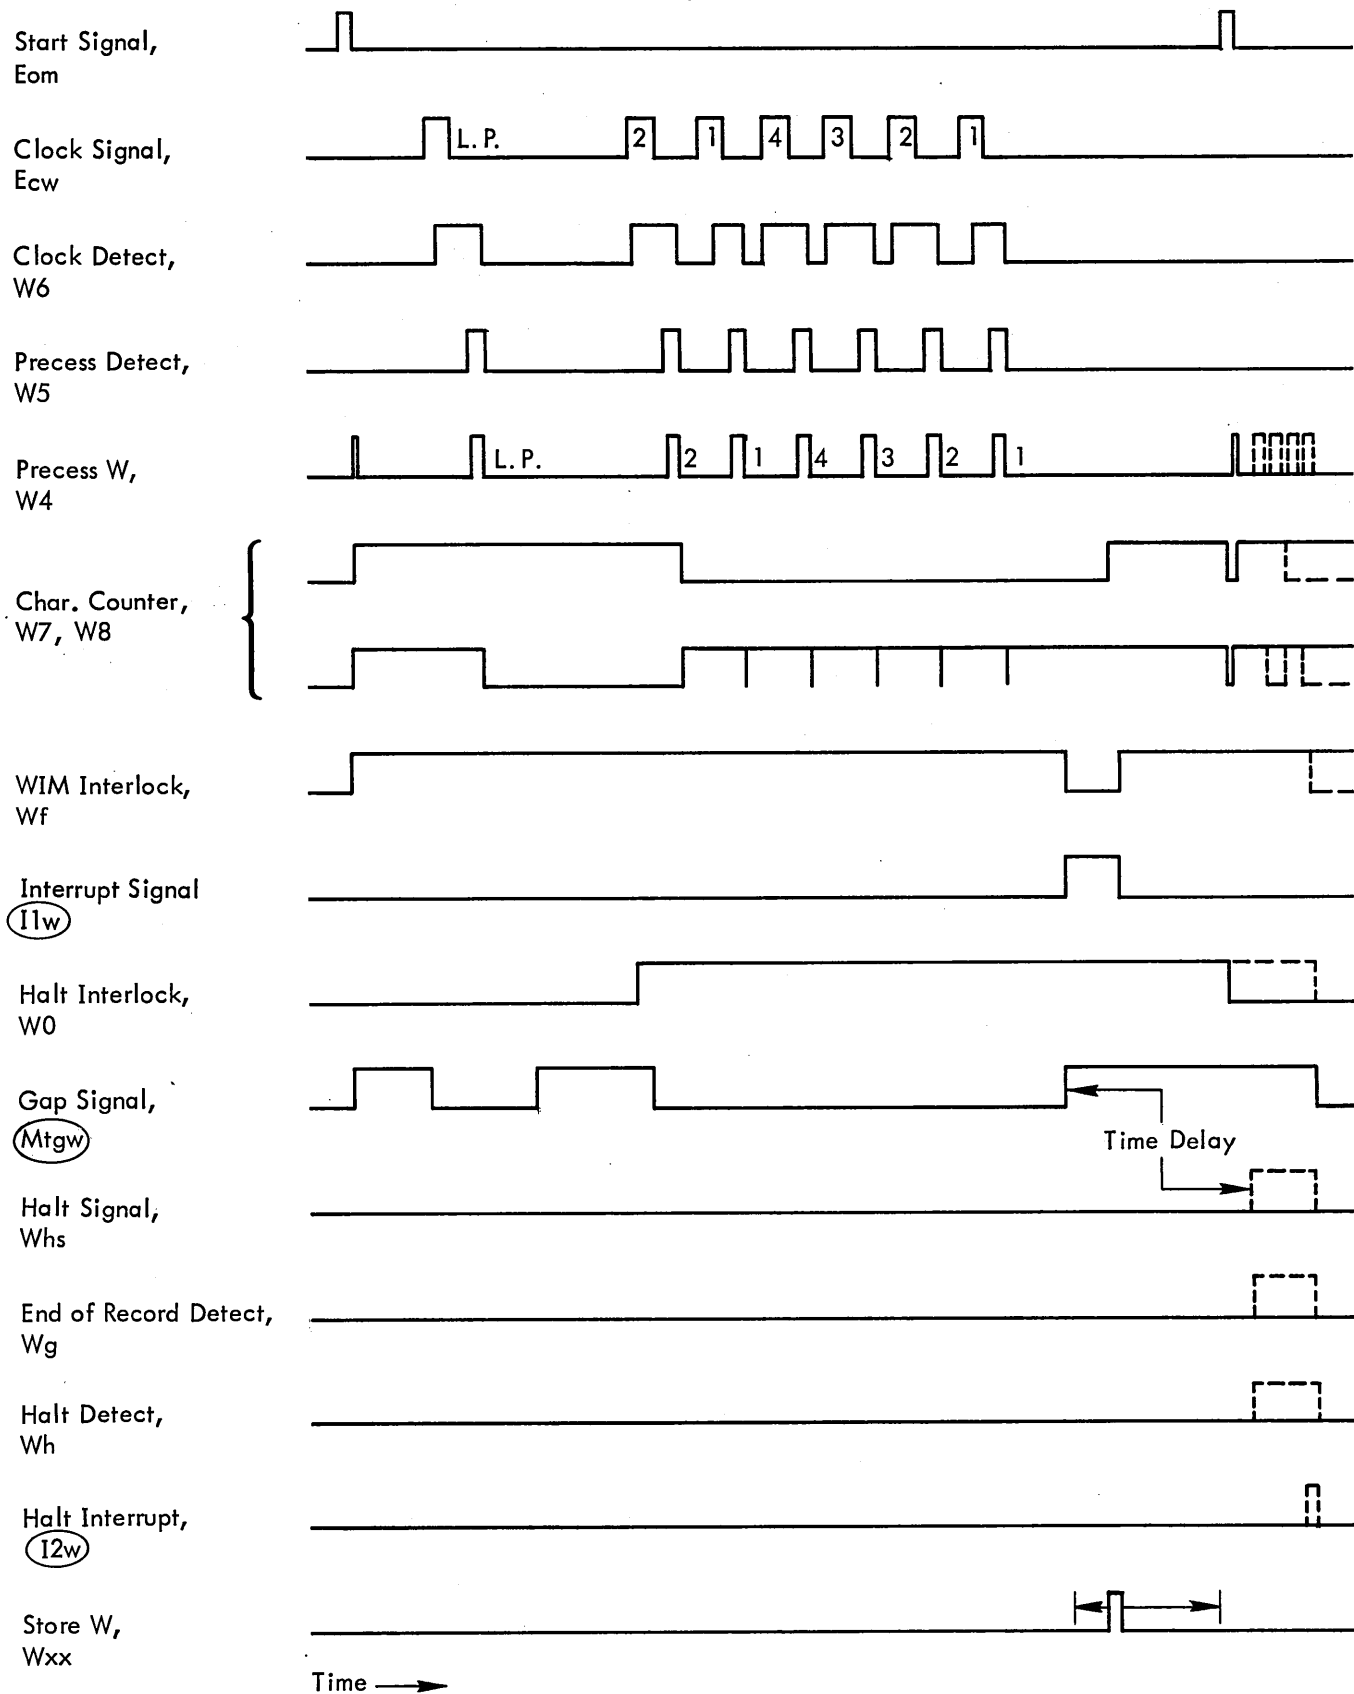 Start Signal,
Eom
Clock Signal,
Ecw
L.P. 2 1 4 3 2 1
Clock Detect,
W6
Precess Detect,
W5
Precess W,
W4
L.P. 2 1 4 3 2 1
Char. Counter,
W7, W8
WIM Interlock,
Wf
Interrupt Signal
I1w
Halt Interlock,
W0
Gap Signal,
Mtgw
Time Delay
Halt Signal,
Whs
End of Record Detect,
Wg
Halt Detect,
Wh
Halt Interrupt,
I2w
Store W,
Wxx
Time